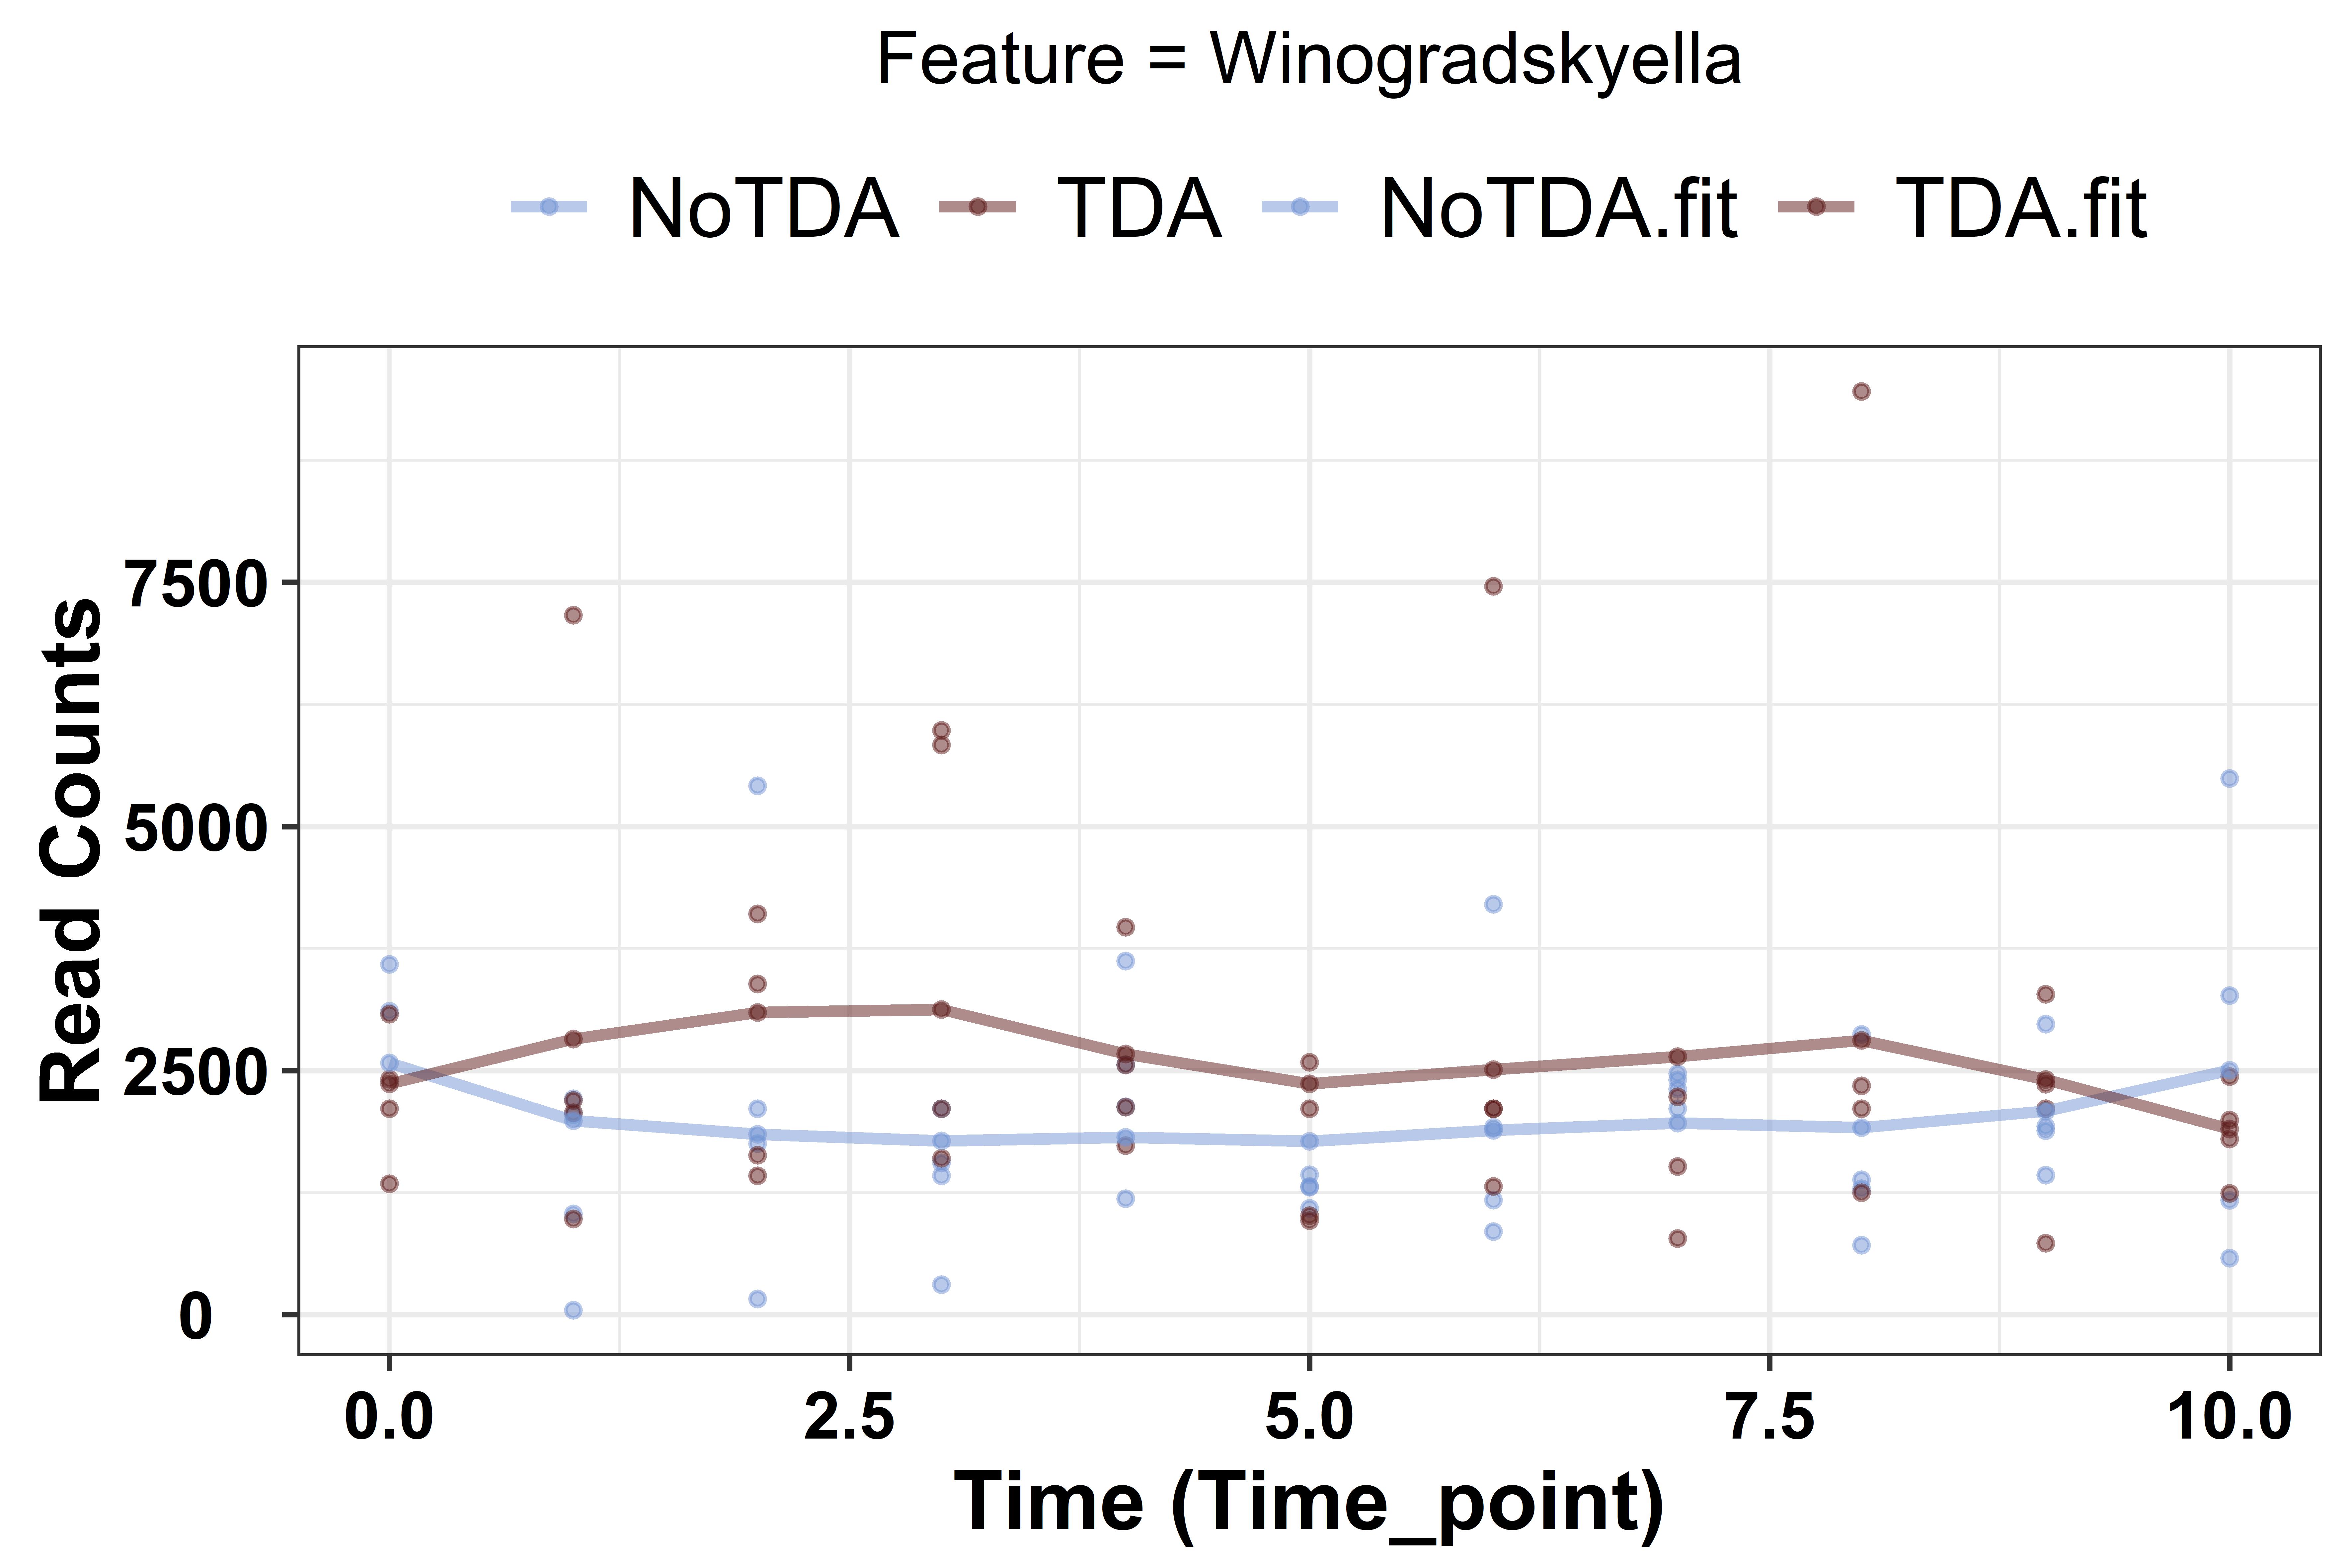 Feature = Winogradskyella
NoTDA TDA NoTDA.fit TDA.fit
Read Counts
7500
5000
2500
0
0.0 2.5 5.0 7.5 10.0
Time (Time_point)